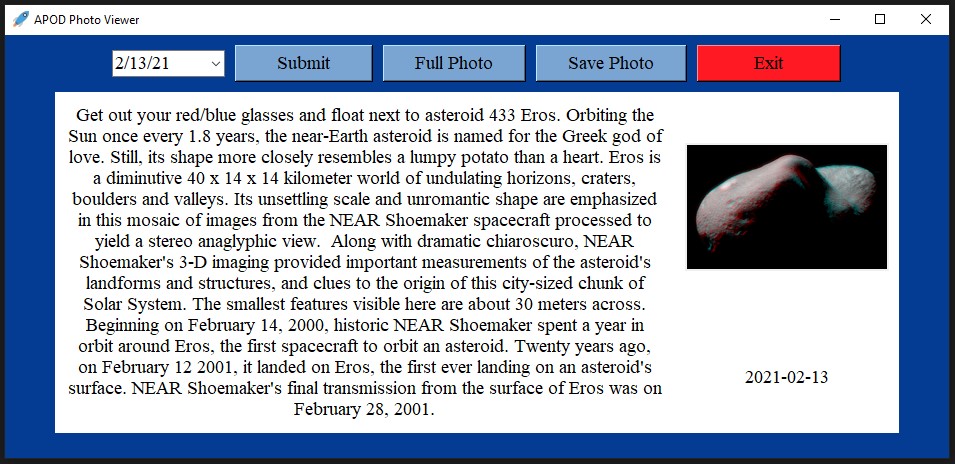 APOD Photo Viewer
2/13/21
Submit
Full Photo
Save Photo
Exit
Get out your red/blue glasses and float next to asteroid 433 Eros. Orbiting the
Sun once every 1.8 years, the near-Earth asteroid is named for the Greek god of
love. Still, its shape more closely resembles a lumpy potato than a heart. Eros is
a diminutive 40 x 14 x 14 kilometer world of undulating horizons, craters,
boulders and valleys. Its unsettling scale and unromantic shape are emphasized
in this mosaic of images from the NEAR Shoemaker spacecraft processed to
yield a stereo anaglyphic view.  Along with dramatic chiaroscuro, NEAR
Shoemaker's 3-D imaging provided important measurements of the asteroid's
landforms and structures, and clues to the origin of this city-sized chunk of
Solar System. The smallest features visible here are about 30 meters across.
Beginning on February 14, 2000, historic NEAR Shoemaker spent a year in
orbit around Eros, the first spacecraft to orbit an asteroid. Twenty years ago,
on February 12 2001, it landed on Eros, the first ever landing on an asteroid's
surface. NEAR Shoemaker's final transmission from the surface of Eros was on
February 28, 2001.
2021-02-13